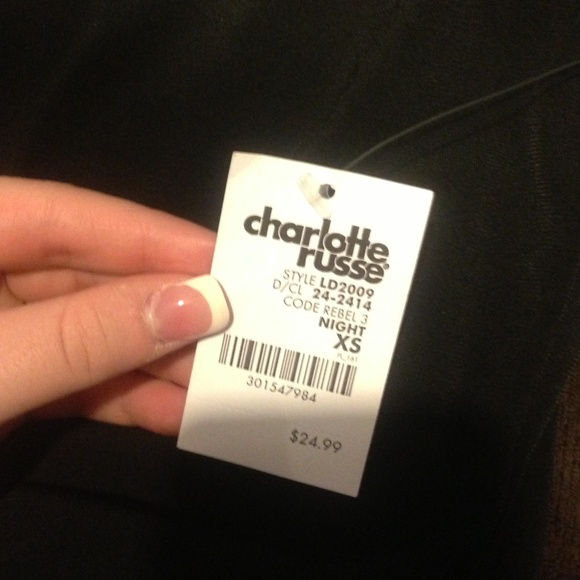 charlotte
russe
STYLE LD2009
D/CL 24-2414
CODE REBEL 3
NIGHT
XS
301547984
$24.99